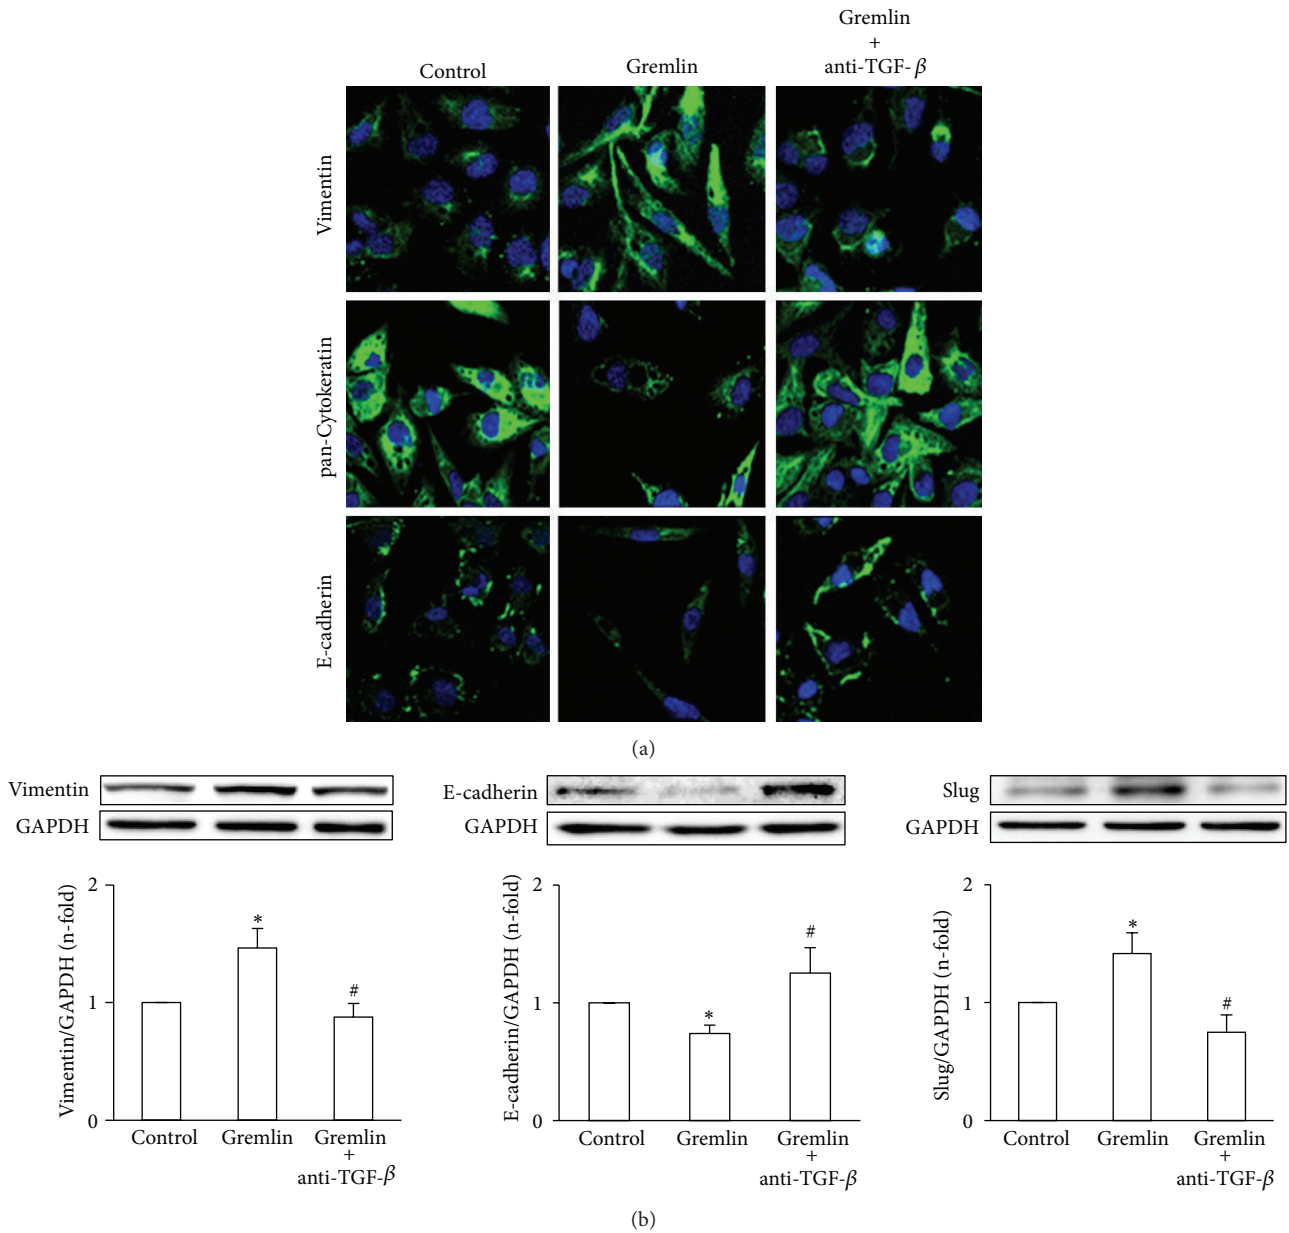 Control
Gremlin
Gremlin
+
anti-TGF-β
Vimentin
pan-Cytokeratin
E-cadherin
(a)
Vimentin
GAPDH
Vimentin/GAPDH (n-fold)
2
1
0
*
#
Control
Gremlin
Gremlin
+
anti-TGF-β
E-cadherin
GAPDH
E-cadherin/GAPDH (n-fold)
2
1
0
*
#
Control
Gremlin
Gremlin
+
anti-TGF-β
Slug
GAPDH
Slug/GAPDH (n-fold)
2
1
0
*
#
Control
Gremlin
Gremlin
+
anti-TGF-β
(b)